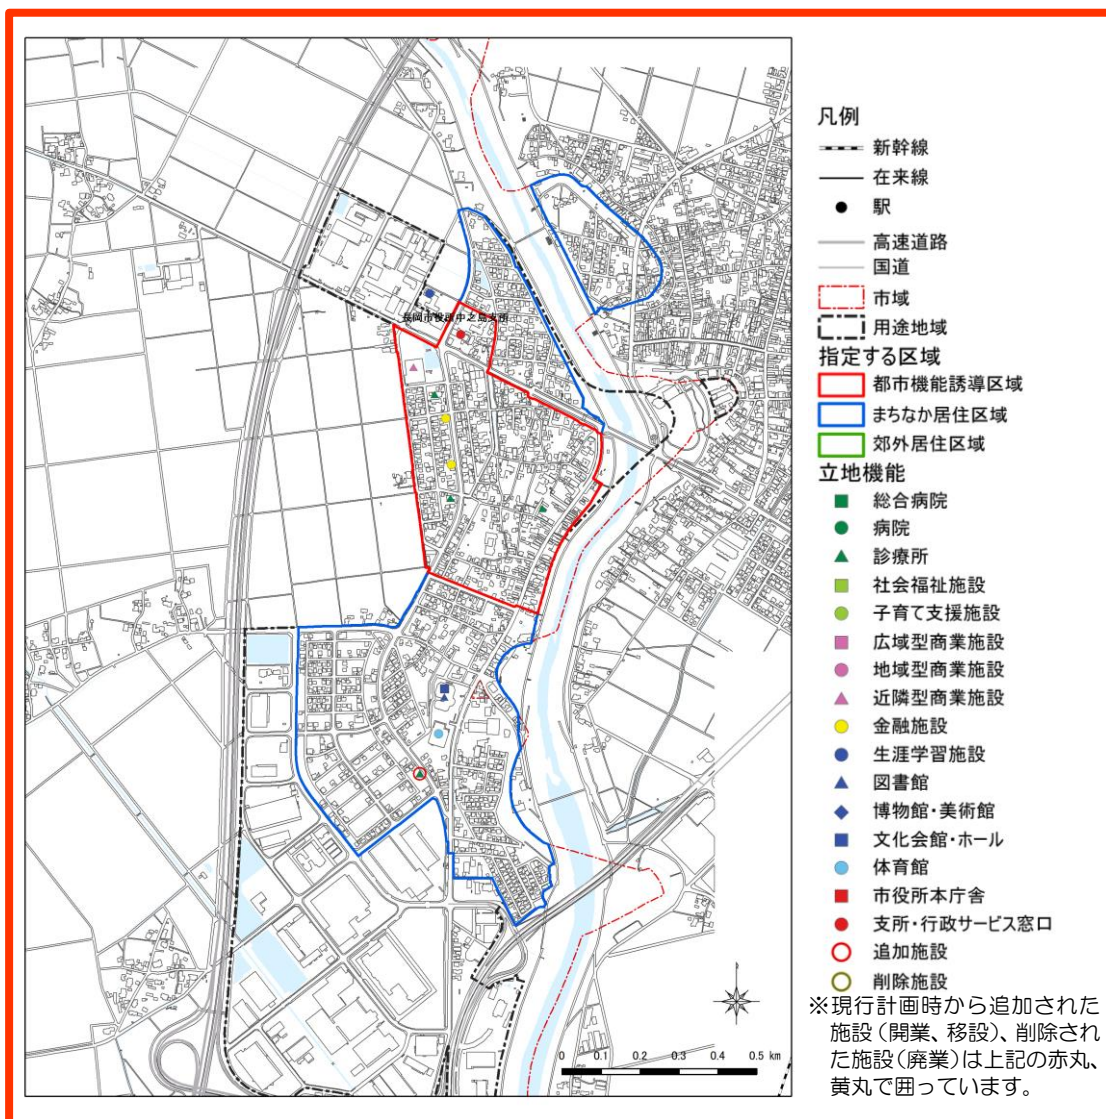 長岡市役所中之島支所
0 0.1 0.2 0.3 0.4 0.5 km
凡例
新幹線
在来線
駅
高速道路
国道
市域
用途地域
指定する区域
都市機能誘導区域
まちなか居住区域
郊外居住区域
立地機能
総合病院
病院
診療所
社会福祉施設
子育て支援施設
広域型商業施設
地域型商業施設
近隣型商業施設
金融施設
生涯学習施設
図書館
博物館・美術館
文化会館・ホール
体育館
市役所本庁舎
支所・行政サービス窓口
追加施設
削除施設
※現行計画時から追加された
施設（開業、移設）、削除され
た施設（廃業）は上記の赤丸、
黄丸で囲っています。